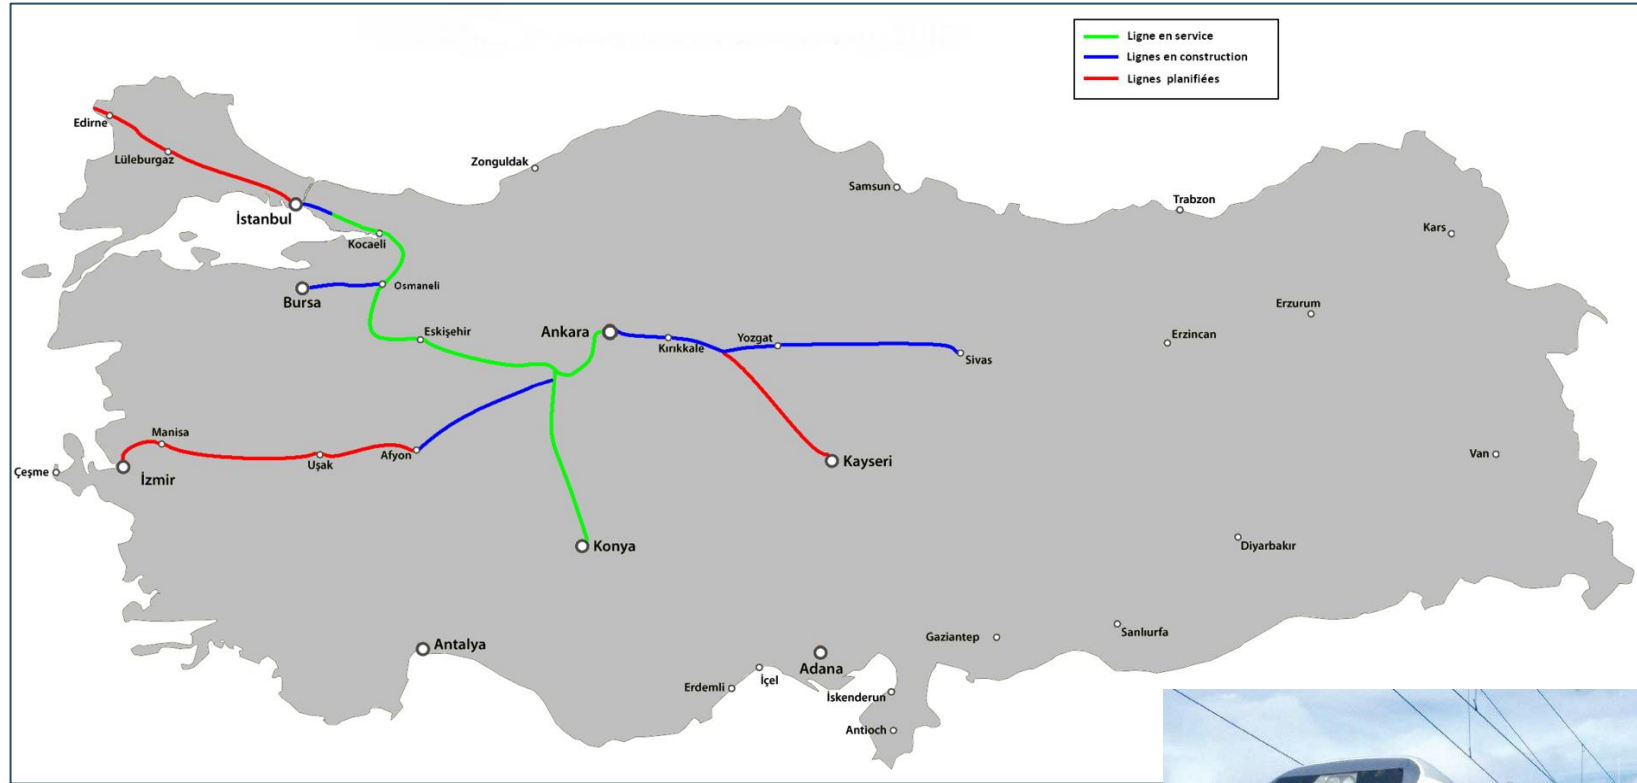 Ligne en service
Lignes en construction
Lignes planifiées
Edirne
Lüleburgaz
İstanbul
Kocaeli
Zonguldak
Samsun
Trabzon
Kars
Bursa
Osmaneli
Eskişehir
Ankara
Kırıkkale
Yozgat
Sivas
Erzincan
Erzurum
Manisa
Çeşme
İzmir
Uşak
Afyon
Kayseri
Van
Konya
Diyarbakır
Antalya
Erdemli
İçel
Adana
İskenderun
Antioch
Gaziantep
Sanlıurfa